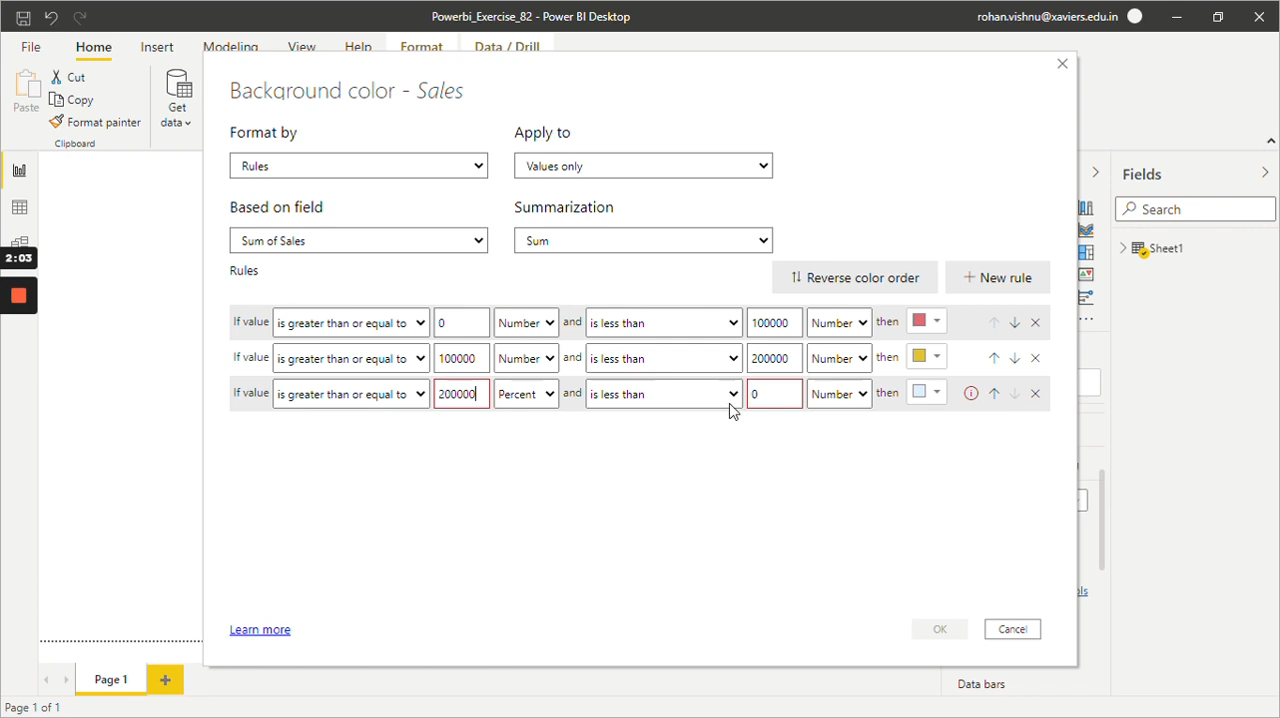 Powerbi_Exercise_82 - Power BI Desktop
rohan.vishnu@xaviers.edu.in
File Home Insert Modeling View Help Format Data / Drill
Paste
Cut
Copy
Format painter
Clipboard
Get
data
Background color - Sales
Format by Apply to
Rules Values only
Based on field Summarization
Sum of Sales Sum
Rules
Reverse color order
New rule
If value is greater than or equal to 0 Number and is less than 100000 Number then
If value is greater than or equal to 100000 Number and is less than 200000 Number then
If value is greater than or equal to 200000 Percent and is less than 0 Number then
Learn more
OK Cancel
Fields
Search
Sheet1
2:03
ls
Data bars
Page 1
Page 1 of 1